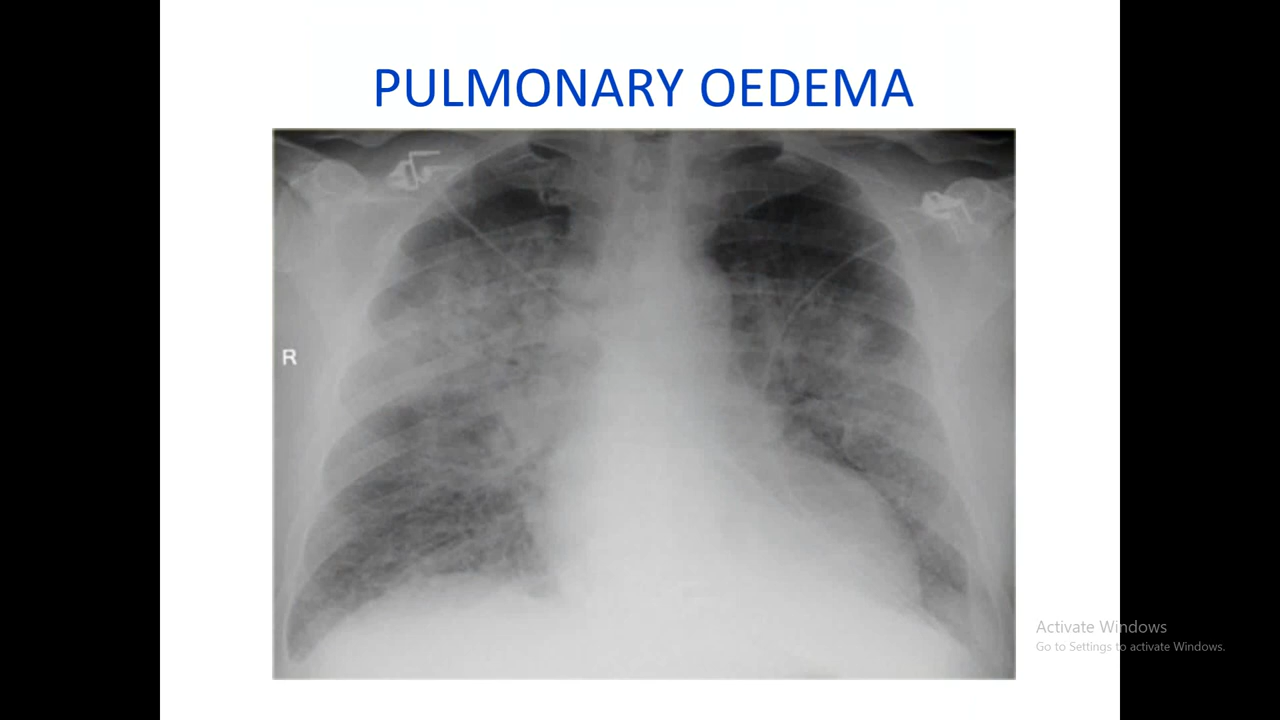 PULMONARY OEDEMA
R
Activate Windows
Go to Settings to activate Windows.